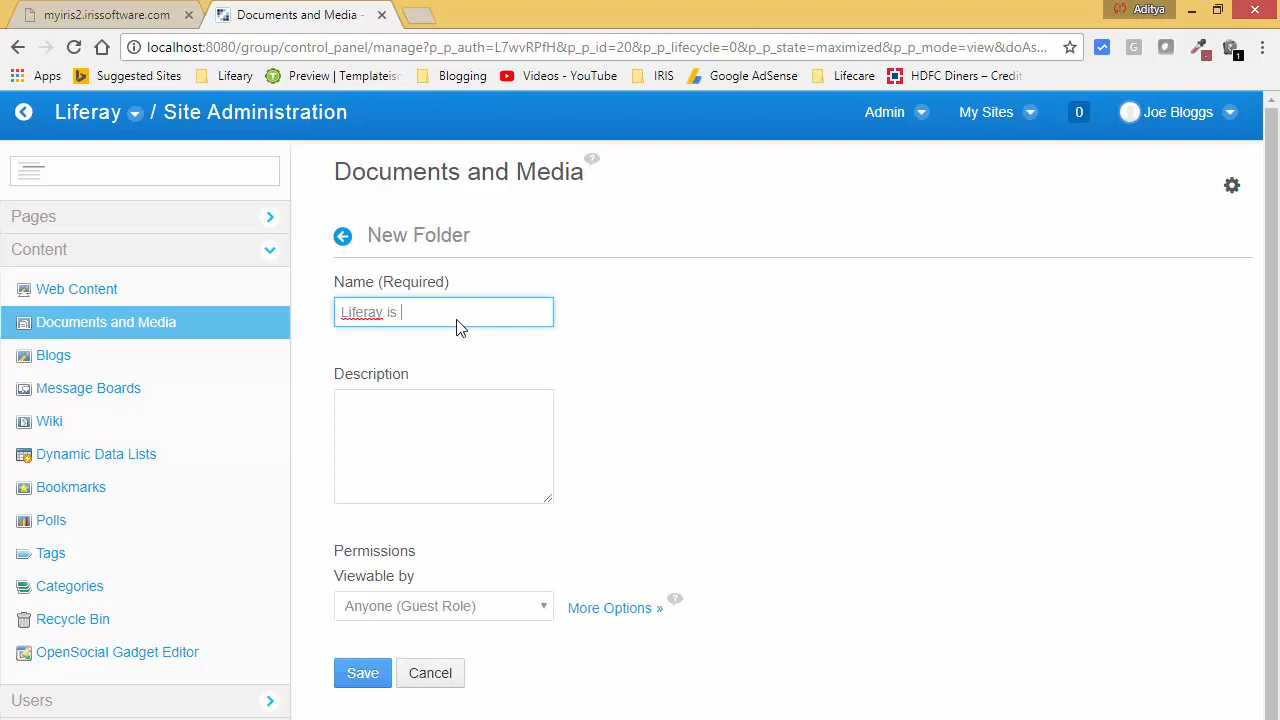 myiris2.irissoftware.com
Documents and Media -
Aditya
localhost:8080/group/control_panel/manage?p_p_auth=L7wvRPfH&p_p_id=20&p_p_lifecycle=0&p_p_state=maximized&p_p_mode=view&doAs...
Apps
Suggested Sites
Lifeary
Preview | Templateism
Blogging
Videos - YouTube
IRIS
Google AdSense
Lifecare
HDFC Diners – Credit
1
Liferay / Site Administration
Admin
My Sites
0
Joe Bloggs
Documents and Media
Pages
Content
New Folder
Name (Required)
Web Content
Liferay is
Documents and Media
Blogs
Description
Message Boards
Wiki
Dynamic Data Lists
Bookmarks
Polls
Permissions
Tags
Viewable by
Categories
Anyone (Guest Role)
More Options »
Recycle Bin
OpenSocial Gadget Editor
Save
Cancel
Users